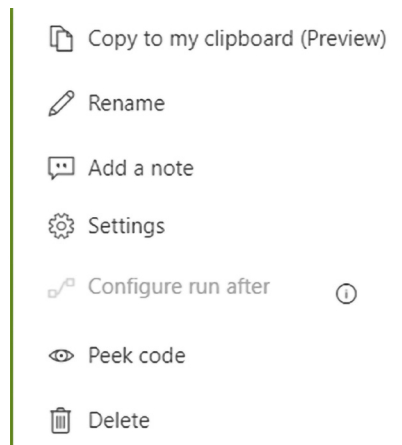 Copy to my clipboard (Preview)
Rename
Add a note
Settings
Configure run after
Peek code
Delete